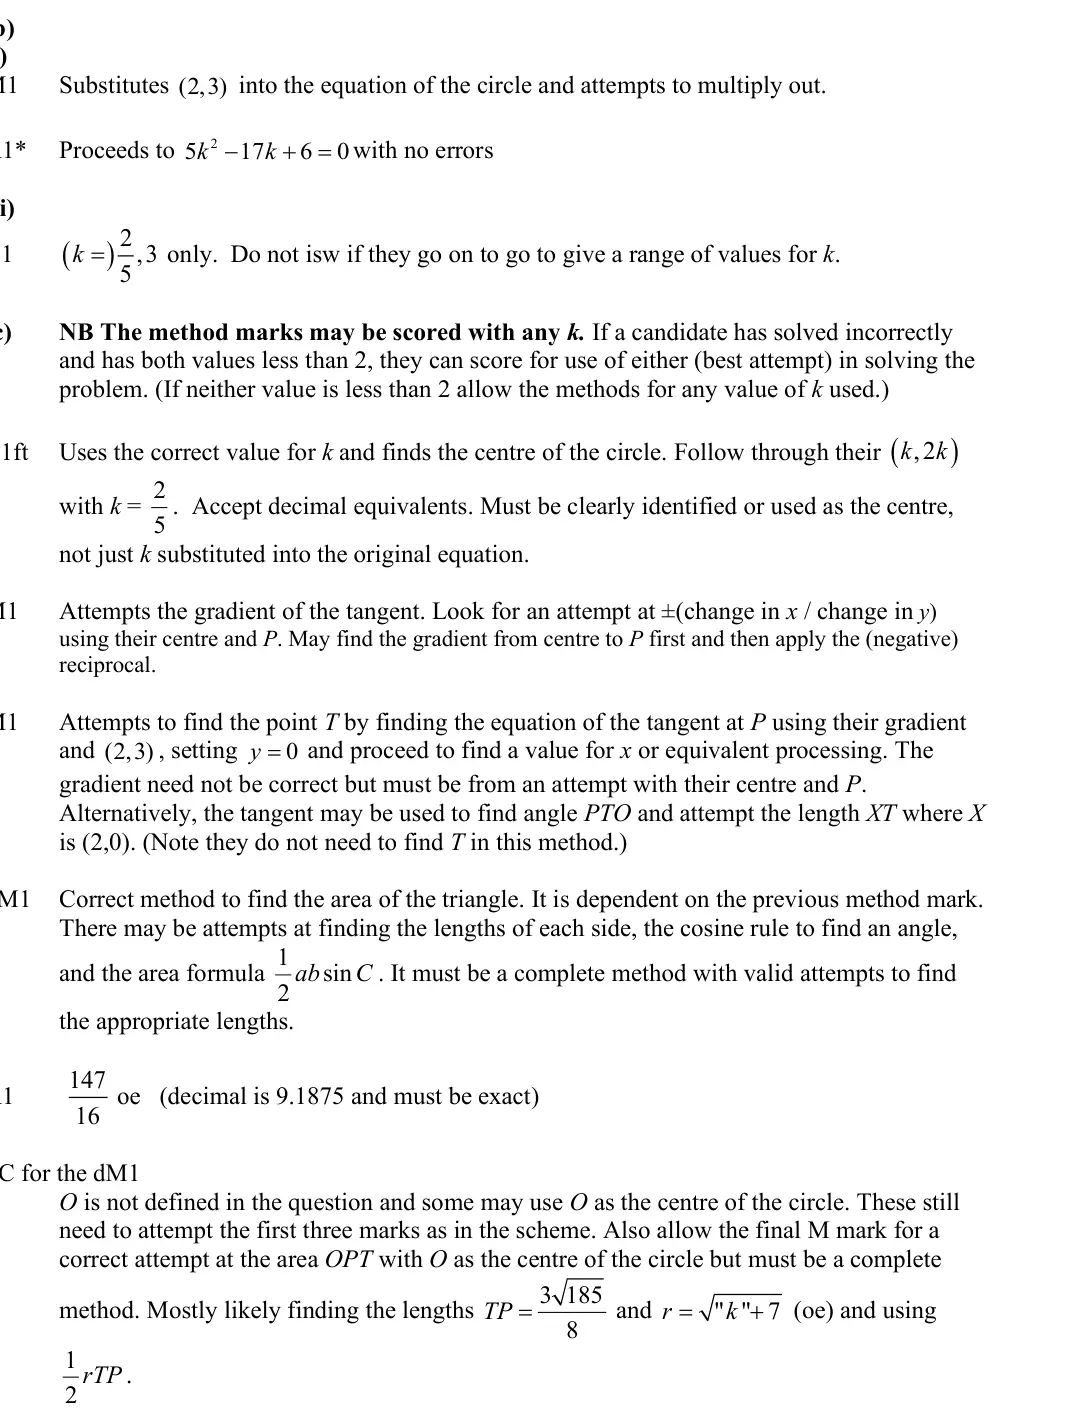 )
)
1 Substitutes (2,3) into the equation of the circle and attempts to multiply out.
1* Proceeds to 5k² −17k + 6 = 0 with no errors
i)
1 (k =) 2/5, 3 only. Do not isw if they go on to go to give a range of values for k.
c) NB The method marks may be scored with any k. If a candidate has solved incorrectly
and has both values less than 2, they can score for use of either (best attempt) in solving the
problem. (If neither value is less than 2 allow the methods for any value of k used.)
1ft Uses the correct value for k and finds the centre of the circle. Follow through their (k, 2k)
with k = 2/5. Accept decimal equivalents. Must be clearly identified or used as the centre,
not just k substituted into the original equation.
M1 Attempts the gradient of the tangent. Look for an attempt at ±(change in x / change in y)
using their centre and P. May find the gradient from centre to P first and then apply the (negative)
reciprocal.
M1 Attempts to find the point T by finding the equation of the tangent at P using their gradient
and (2,3), setting y = 0 and proceed to find a value for x or equivalent processing. The
gradient need not be correct but must be from an attempt with their centre and P.
Alternatively, the tangent may be used to find angle PTO and attempt the length XT where X
is (2,0). (Note they do not need to find T in this method.)
M1 Correct method to find the area of the triangle. It is dependent on the previous method mark.
There may be attempts at finding the lengths of each side, the cosine rule to find an angle,
and the area formula 1/2 ab sin C. It must be a complete method with valid attempts to find
the appropriate lengths.
1 147/16 oe (decimal is 9.1875 and must be exact)
C for the dM1
O is not defined in the question and some may use O as the centre of the circle. These still
need to attempt the first three marks as in the scheme. Also allow the final M mark for a
correct attempt at the area OPT with O as the centre of the circle but must be a complete
method. Mostly likely finding the lengths TP = 3√185/8 and r = √("k"+ 7) (oe) and using
1/2 rTP.